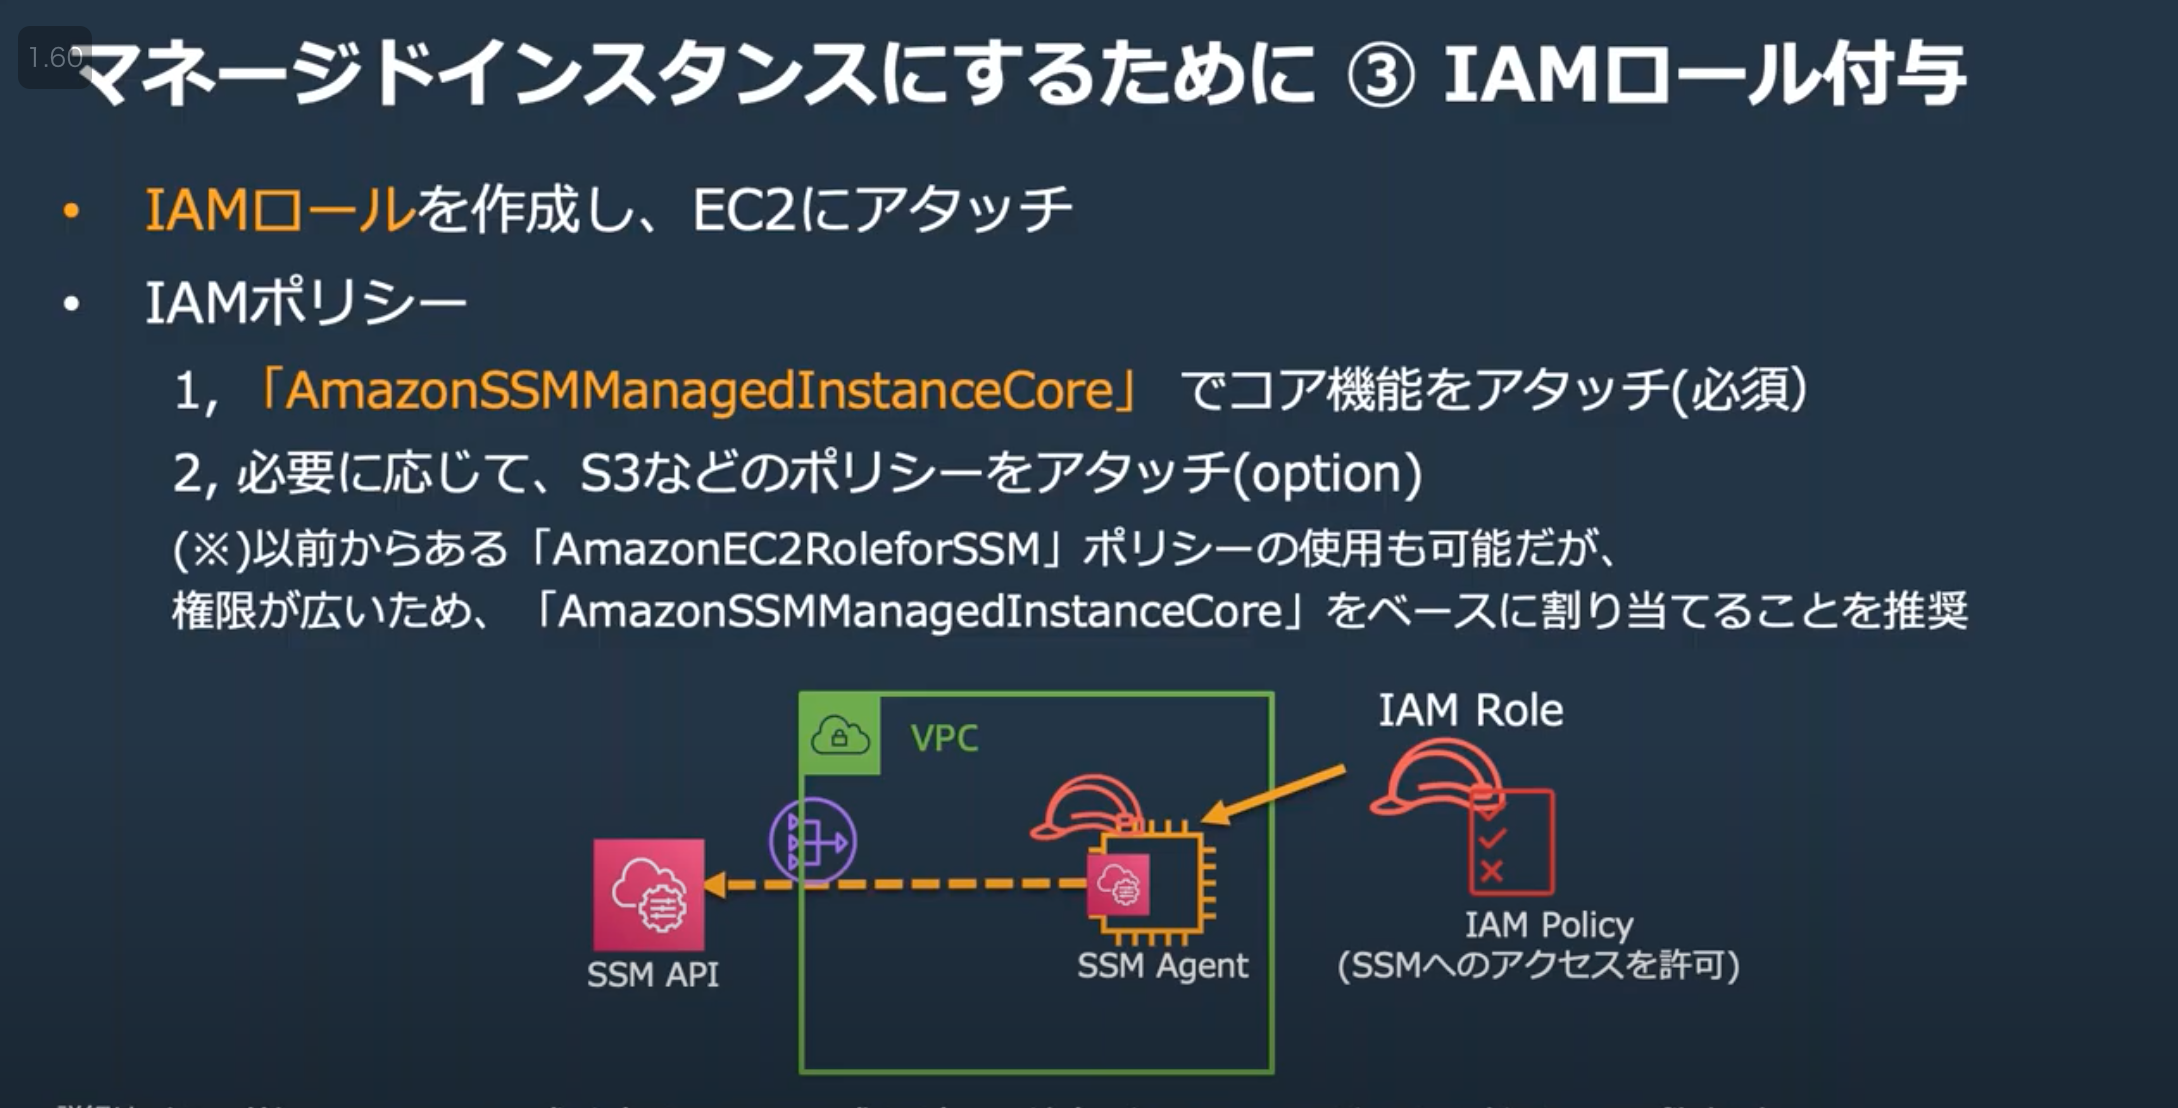 1.60
マネージドインスタンスにするために ③ IAMロール付与
• IAMロールを作成し、EC2にアタッチ
• IAMポリシー
1, 「AmazonSSMManagedInstanceCore」 でコア機能をアタッチ(必須)
2, 必要に応じて、S3などのポリシーをアタッチ(option)
(※)以前からある「AmazonEC2RoleforSSM」ポリシーの使用も可能だが、
権限が広いため、「AmazonSSMManagedInstanceCore」をベースに割り当てることを推奨
IAM Role
VPC
IAM Policy
(SSMへのアクセスを許可)
SSM Agent
SSM API